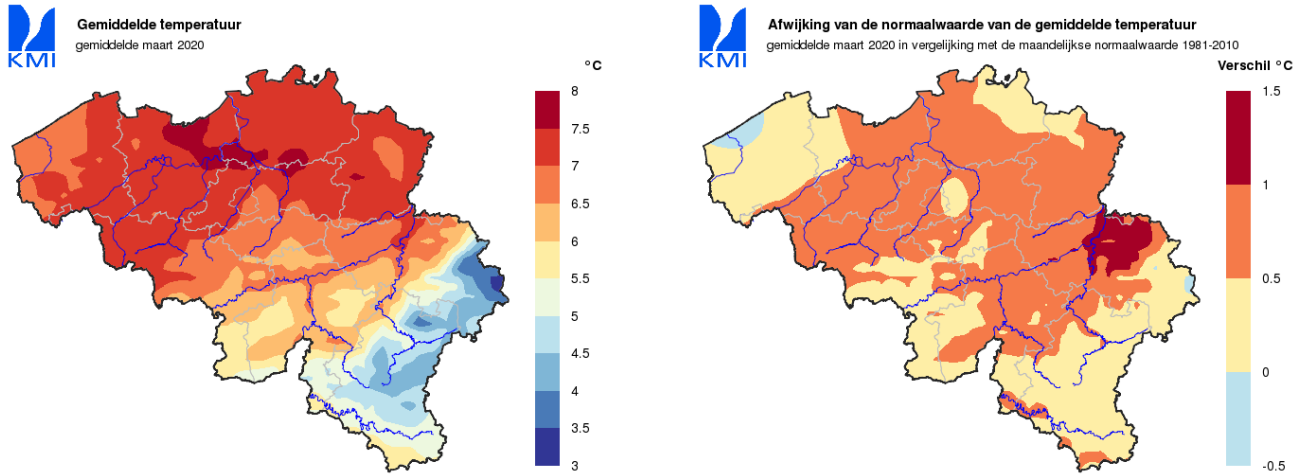 KMI
Gemiddelde temperatuur
gemiddelde maart 2020
°C
8
7.5
7
6.5
6
5.5
5
4.5
4
3.5
3
KMI
Afwijking van de normaalwaarde van de gemiddelde temperatuur
gemiddelde maart 2020 in vergelijking met de maandelijkse normaalwaarde 1981-2010
Verschil °C
1.5
1
0.5
0
-0.5